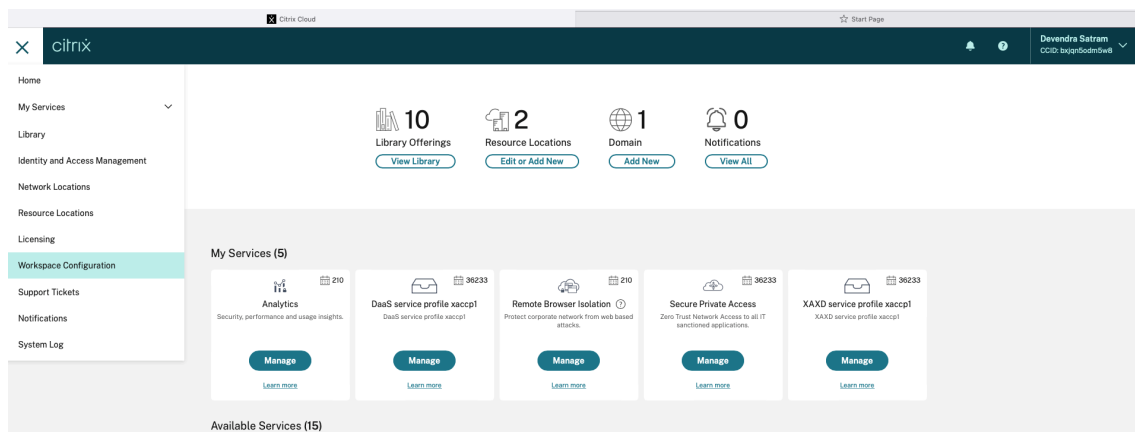 Citrix Cloud
Start Page
citrix
Devendra Satram
CCID: bxjqn5odm5w8
Home
My Services
Library
Identity and Access Management
Network Locations
Resource Locations
Licensing
Workspace Configuration
Support Tickets
Notifications
System Log
10
Library Offerings
View Library
2
Resource Locations
Edit or Add New
1
Domain
Add New
0
Notifications
View All
My Services (5)
210
Analytics
Security, performance and usage insights.
Manage
Learn more
36233
DaaS service profile xaccp1
DaaS service profile xaccp1
Manage
Learn more
210
Remote Browser Isolation ?
Protect corporate network from web based
attacks.
Manage
Learn more
36233
Secure Private Access
Zero Trust Network Access to all IT
sanctioned applications.
Manage
Learn more
36233
XAXD service profile xaccp1
XAXD service profile xaccp1
Manage
Learn more
Available Services (15)